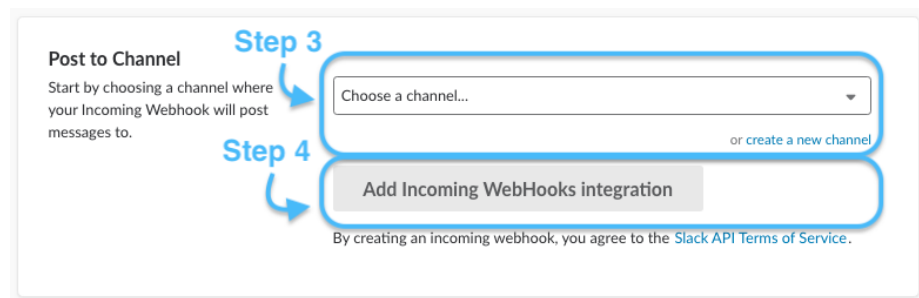 Step 3
Post to Channel
Start by choosing a channel where
your Incoming Webhook will post
messages to.
Choose a channel...
or create a new channel
Step 4
Add Incoming WebHooks integration
By creating an incoming webhook, you agree to the Slack API Terms of Service.